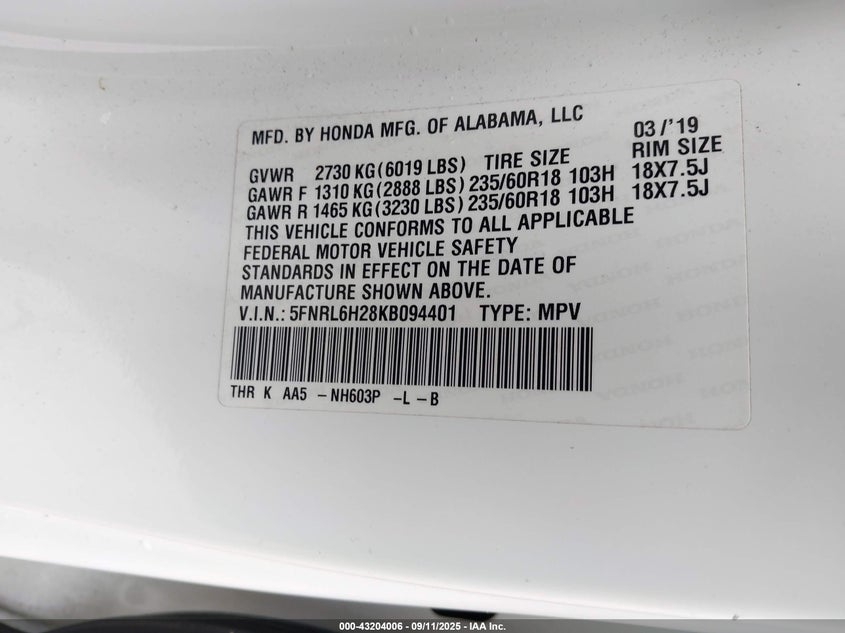 MFD. BY HONDA MFG. OF ALABAMA, LLC 03/'19
GVWR 2730 KG(6019 LBS) TIRE SIZE RIM SIZE
GAWR F 1310 KG(2888 LBS) 235/60R18 103H 18X7.5J
GAWR R 1465 KG(3230 LBS) 235/60R18 103H 18X7.5J
THIS VEHICLE CONFORMS TO ALL APPLICABLE
FEDERAL MOTOR VEHICLE SAFETY
STANDARDS IN EFFECT ON THE DATE OF
MANUFACTURE SHOWN ABOVE.
V.I.N.: 5FNRL6H28KB094401 TYPE: MPV
THR K AA5 -NH603P -L -B
000-43204006 - 09/11/2025 - IAA Inc.